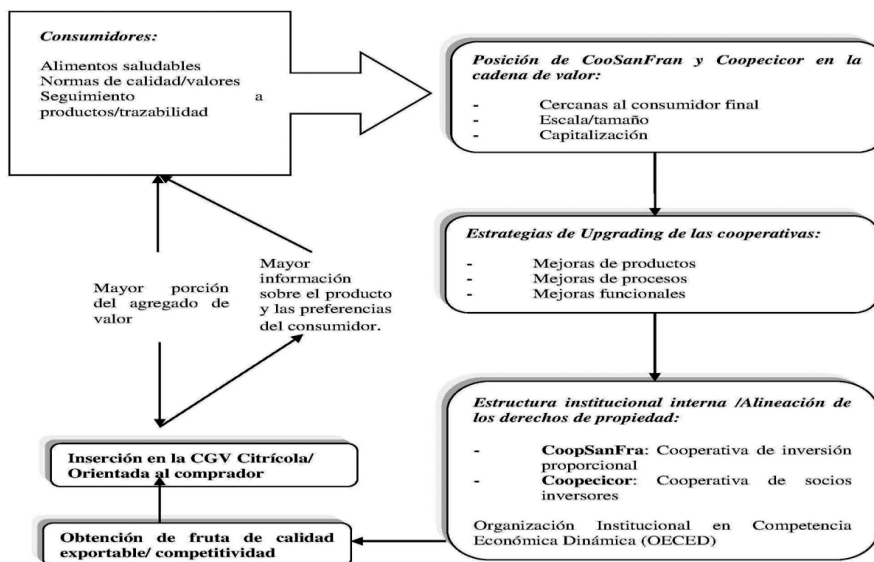 Consumidores:
Alimentos saludables
Normas de calidad/valores
Seguimiento a
productos/trazabilidad
Posición de CooSanFran y Coopecicor en la
cadena de valor:
- Cercanas al consumidor final
- Escala/tamaño
- Capitalización
Estrategias de Upgrading de las cooperativas:
- Mejoras de productos
- Mejoras de procesos
- Mejoras funcionales
Mayor porción
del agregado de
valor
Mayor
información
sobre el producto
y las preferencias
del consumidor.
Estructura institucional interna /Alineación de
los derechos de propiedad:
- CoopSanFra: Cooperativa de inversión
proporcional
- Coopecicor: Cooperativa de socios
inversores
Organización Institucional en Competencia
Económica Dinámica (OECED)
Inserción en la CGV Citrícola/
Orientada al comprador
Obtención de fruta de calidad
exportable/ competitividad